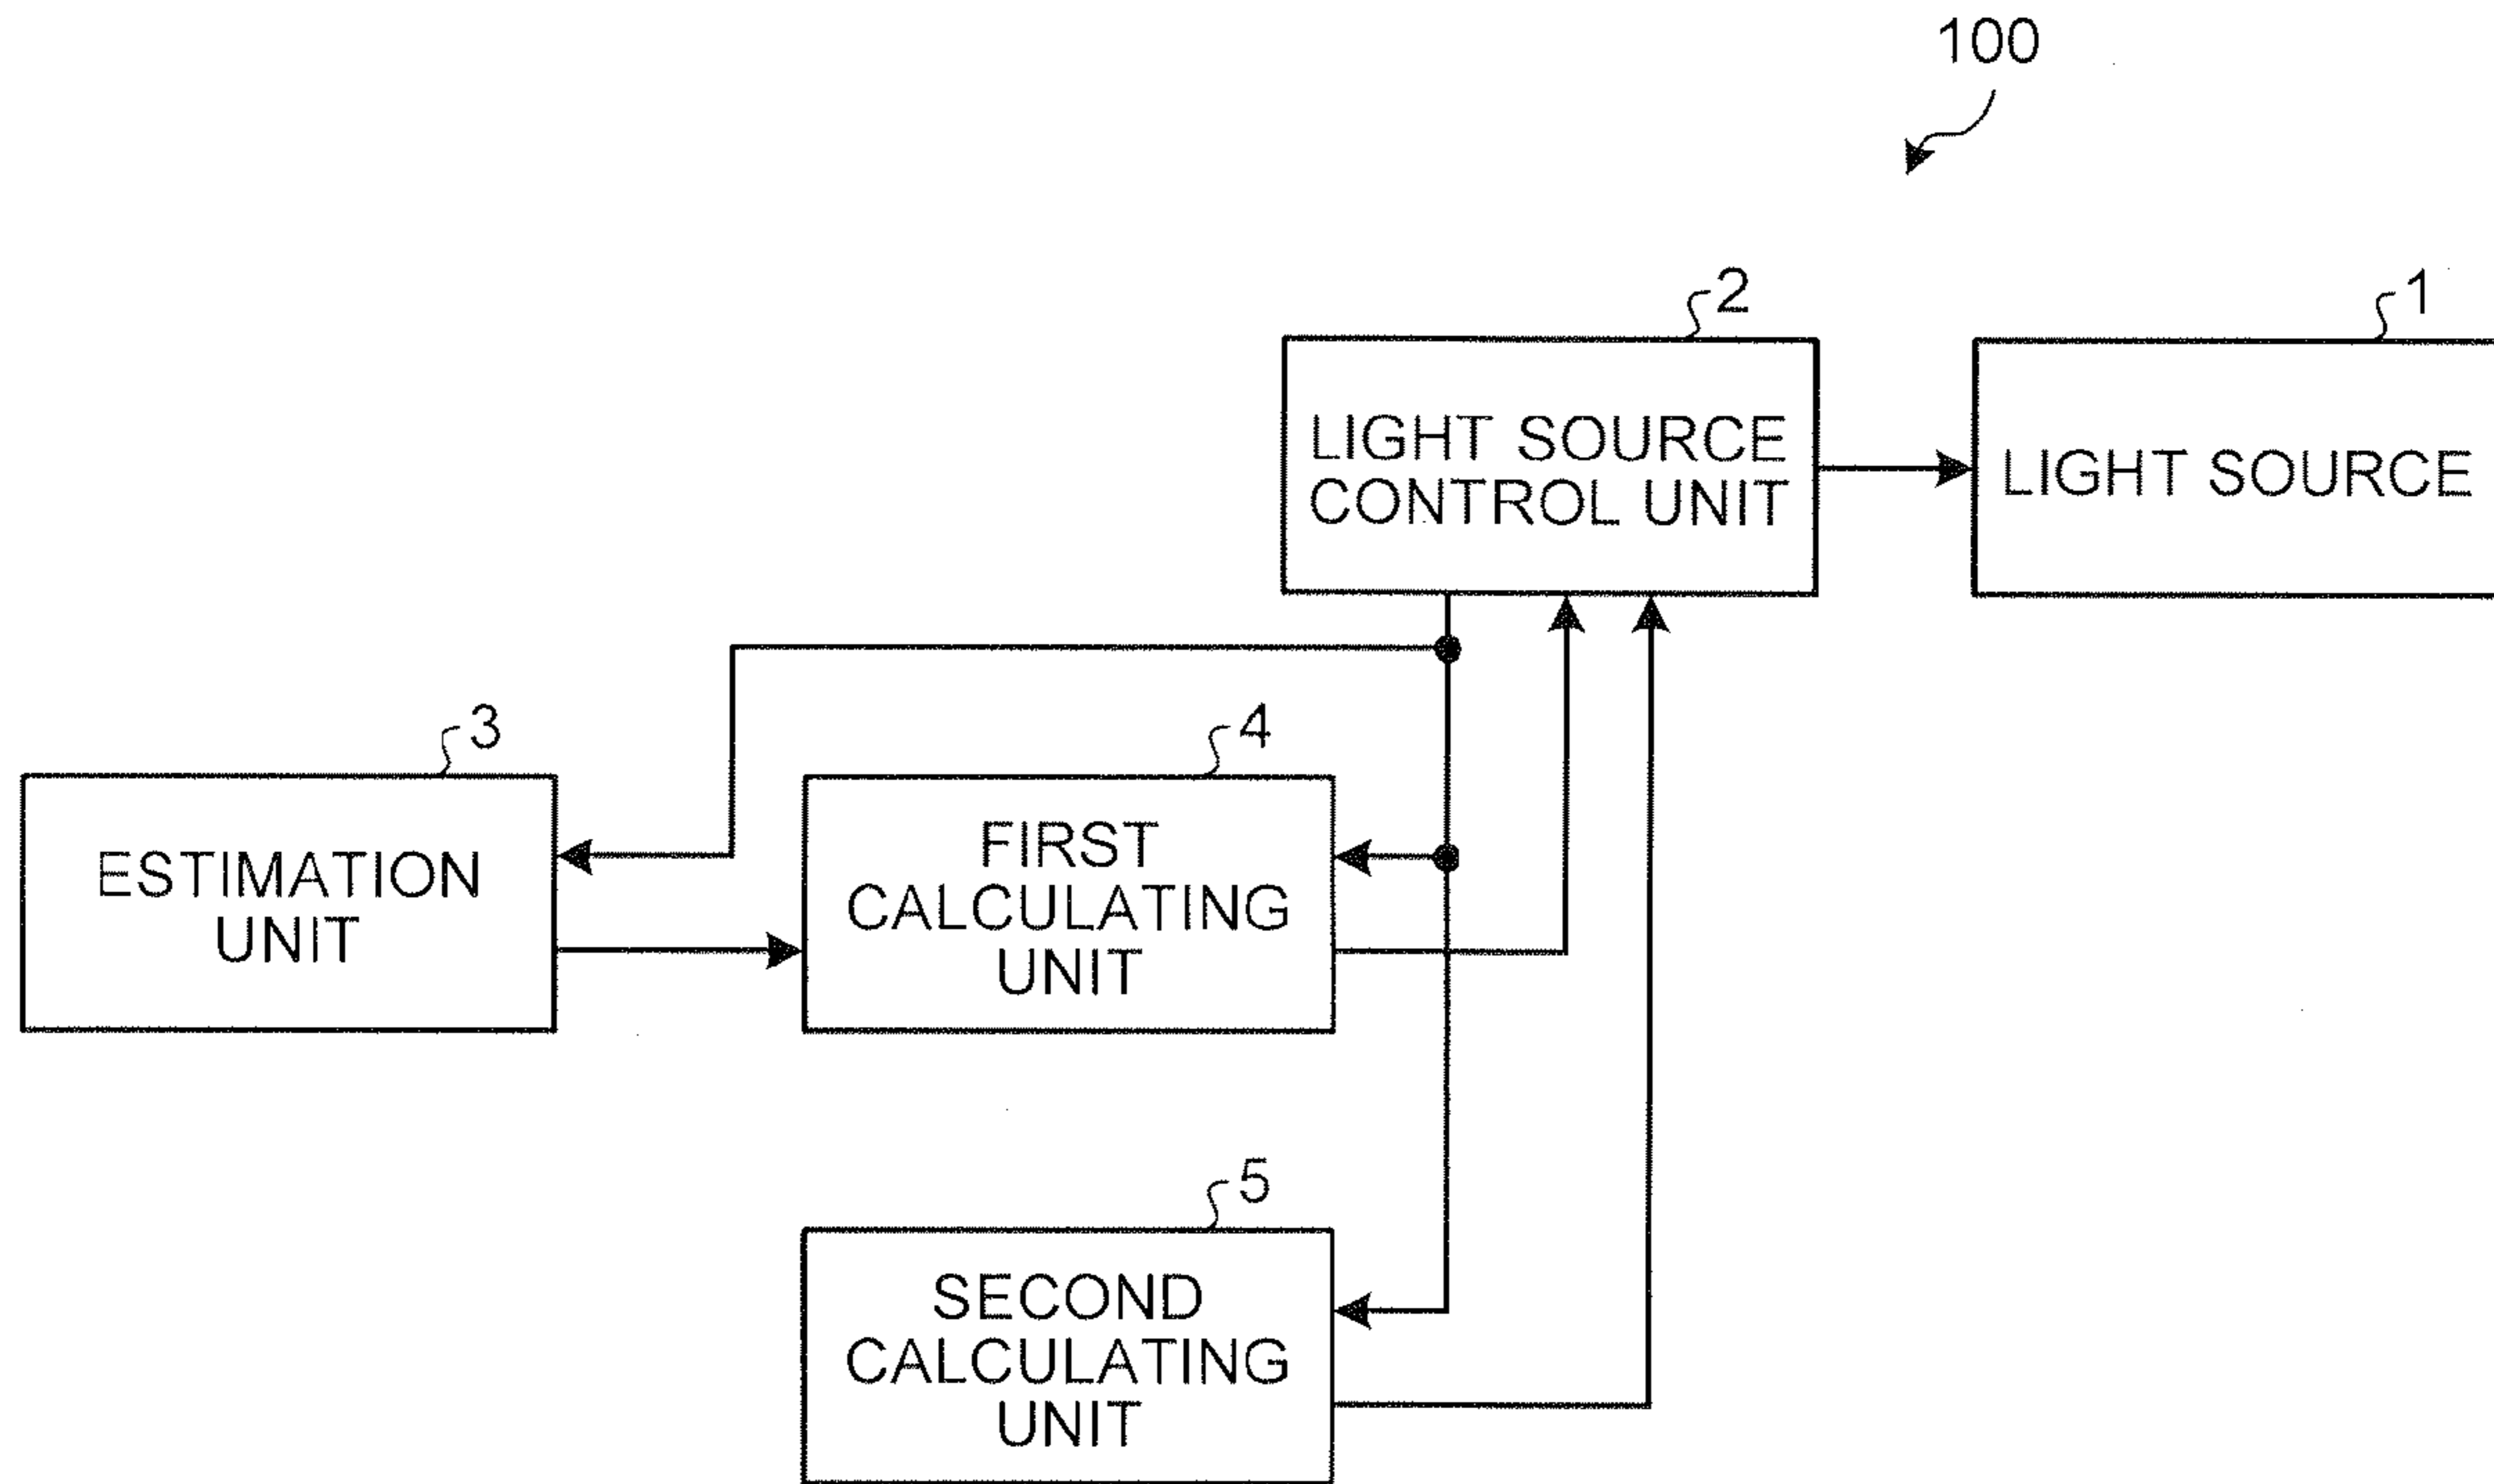 100
2
1
LIGHT SOURCE
CONTROL UNIT
LIGHT SOURCE
3
4
ESTIMATION
UNIT
FIRST
CALCULATING
UNIT
5
SECOND
CALCULATING
UNIT